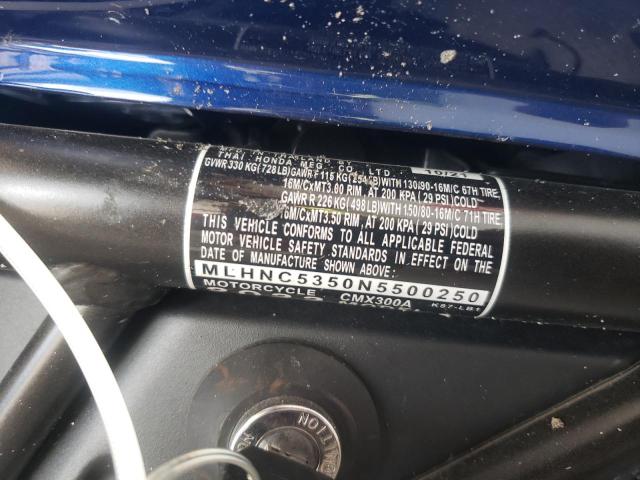 THAI HONDA MFG. CO., LTD. 10/21
GVWR 330 KG(728LB)GAWR F 115 KG(254LB)WITH 130/90-16M/C 67H TIRE,
16M/CxMT3.00 RIM, AT 200 KPA (29 PSI)COLD
GAWR R 226 KG(498LB)WITH 150/80-16M/C 71H TIRE
16M/CxMT3.50 RIM, AT 200 KPA (29 PSI)COLD
THIS VEHICLE CONFORMS TO ALL APPLICABLE FEDERAL
MOTOR VEHICLE SAFETY STANDARDS IN EFFECT ON THE
DATE OF MANUFACTURE SHOWN ABOVE:
MLHNC5350N5500250
MOTORCYCLE CMX300A K87-LB1